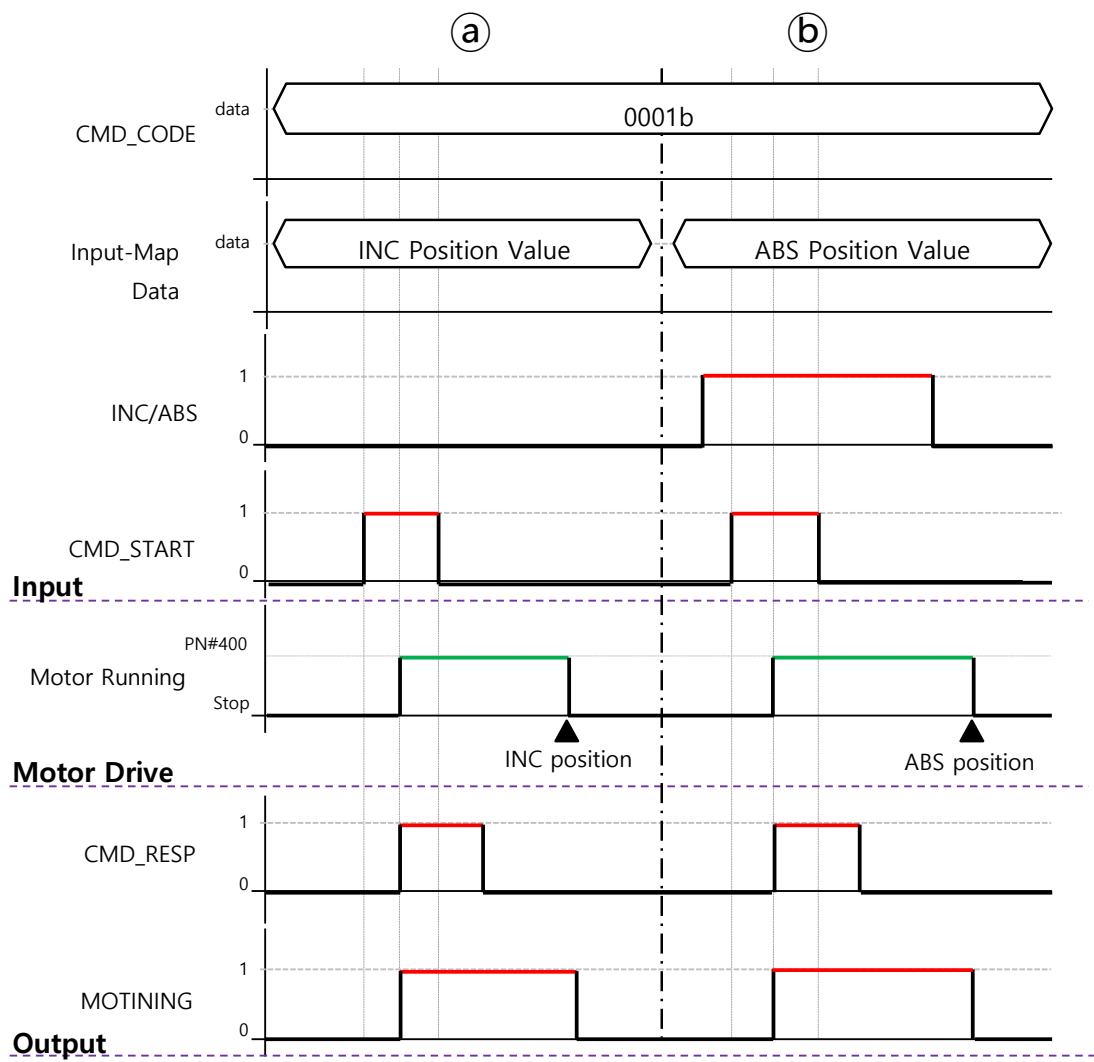 ⓐ
ⓑ
data
0001b
CMD_CODE
Input-Map
Data
data
INC Position Value
ABS Position Value
1
INC/ABS
0
1
CMD_START
0
Input
PN#400
Motor Running
Stop
INC position
ABS position
Motor Drive
1
CMD_RESP
0
1
MOTINING
0
Output